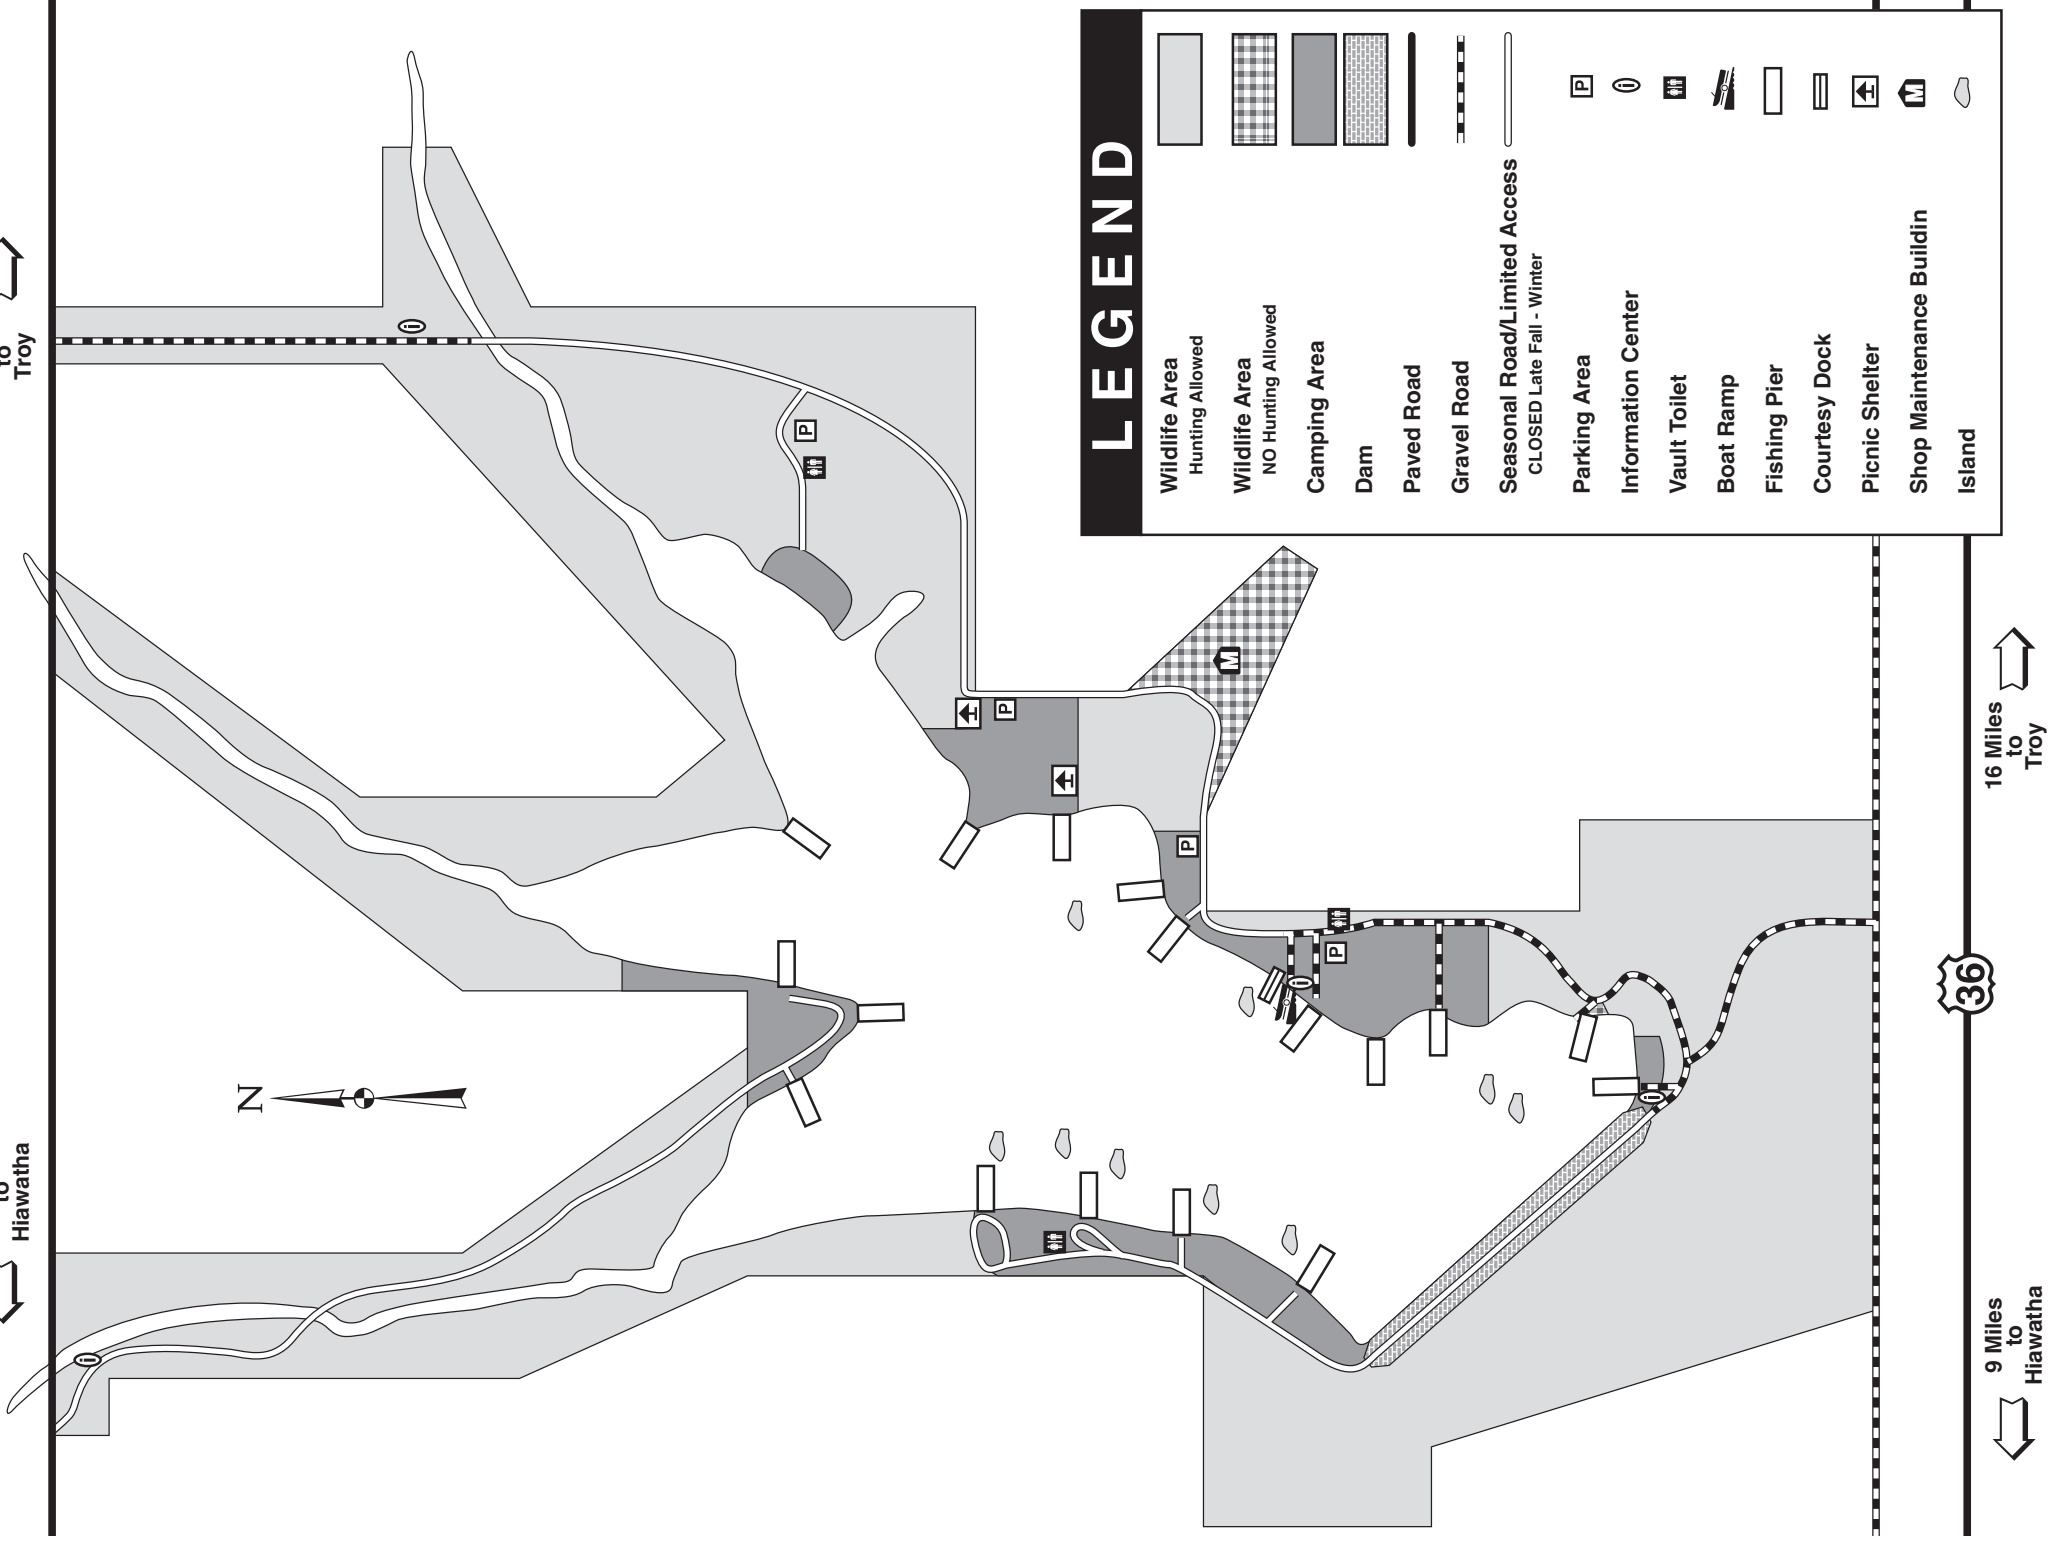 to
Troy
to
Hiawatha
N
LEGEND
Wildlife Area
Hunting Allowed
Wildlife Area
NO Hunting Allowed
Camping Area
Dam
Paved Road
Gravel Road
Seasonal Road/Limited Access
CLOSED Late Fall - Winter
Parking Area
P
Information Center
i
Vault Toilet
Boat Ramp
Fishing Pier
Courtesy Dock
Picnic Shelter
Shop Maintenance Buildin
M
Island
i
P
P
M
P
P
i
i
i
36
16 Miles
to
Troy
9 Miles
to
Hiawatha